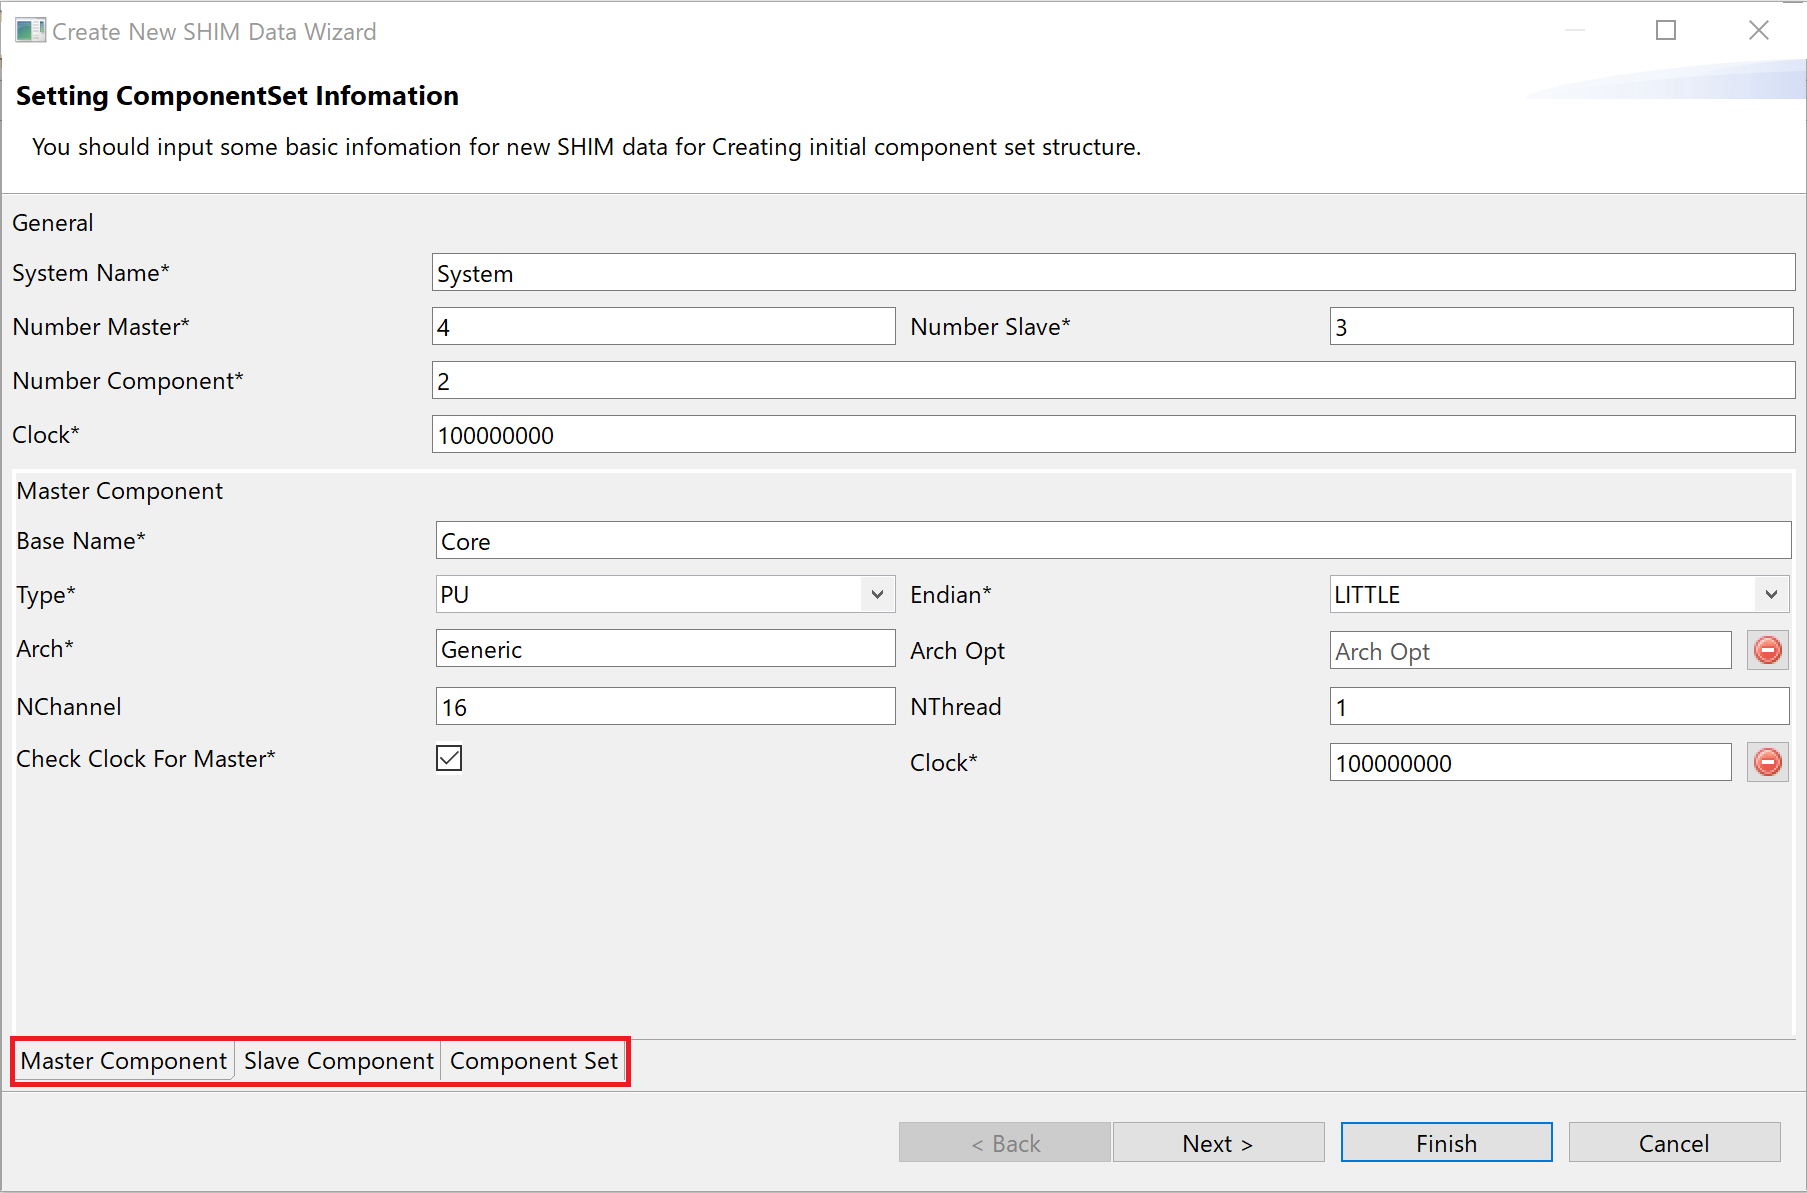 Create New SHIM Data Wizard
Setting ComponentSet Infomation
You should input some basic infomation for new SHIM data for Creating initial component set structure.
General
System Name* System
Number Master* 4 Number Slave* 3
Number Component* 2
Clock* 100000000
Master Component
Base Name* Core
Type* PU Endian* LITTLE
Arch* Generic Arch Opt Arch Opt
NChannel 16 NThread 1
Check Clock For Master* Clock* 100000000
Master Component Slave Component Component Set
< Back Next > Finish Cancel